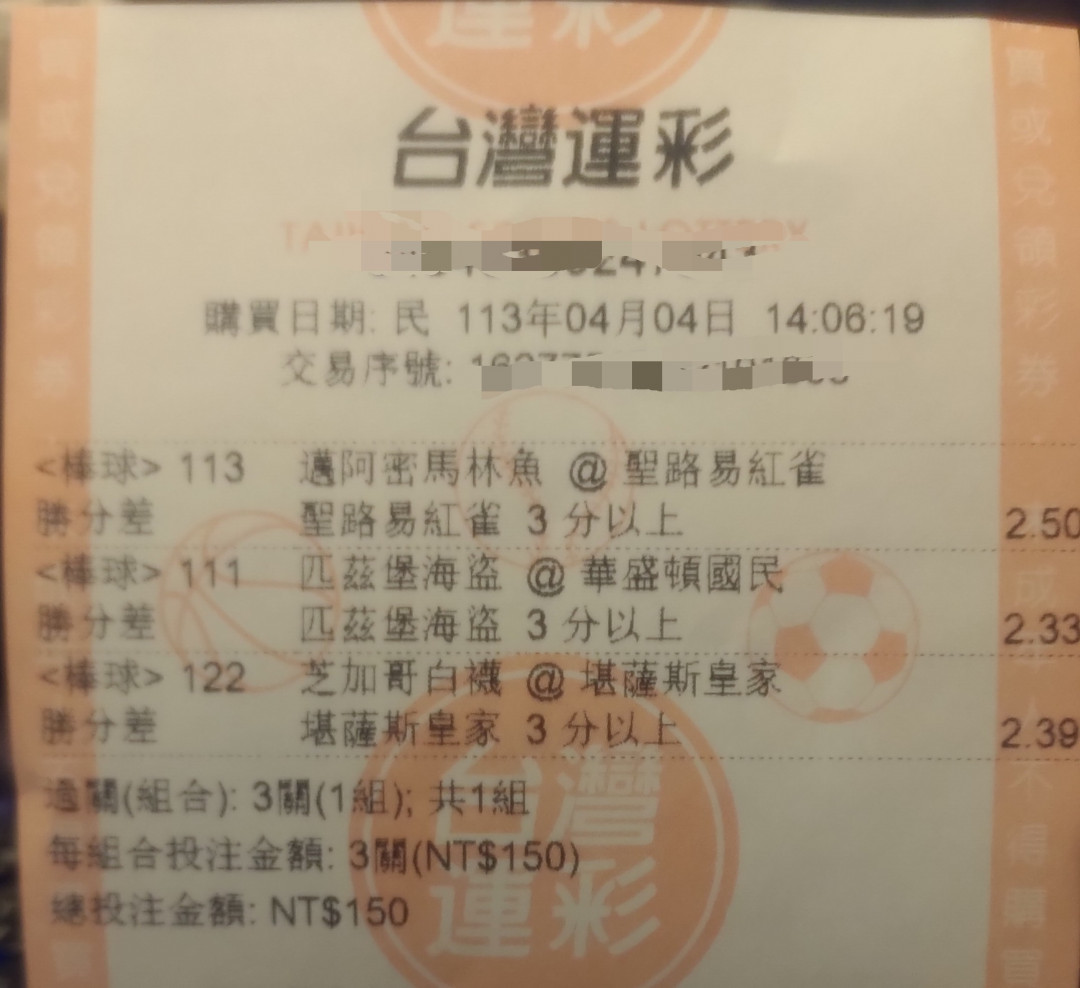 運彩
台灣運彩
購買日期: 民 113年04月04日 14:06:19
交易序號:
<棒球> 113 邁阿密馬林魚 @ 聖路易紅雀
勝分差 聖路易紅雀 3 分以上 2.50
<棒球> 111 匹茲堡海盜 @ 華盛頓國民
勝分差 匹茲堡海盜 3 分以上 2.33
<棒球> 122 芝加哥白襪 @ 堪薩斯皇家
勝分差 堪薩斯皇家 3 分以上 2.39
過關(組合): 3關(1組); 共1組
每組合投注金額: 3關(NT$150)
總投注金額: NT$150
台灣
運彩